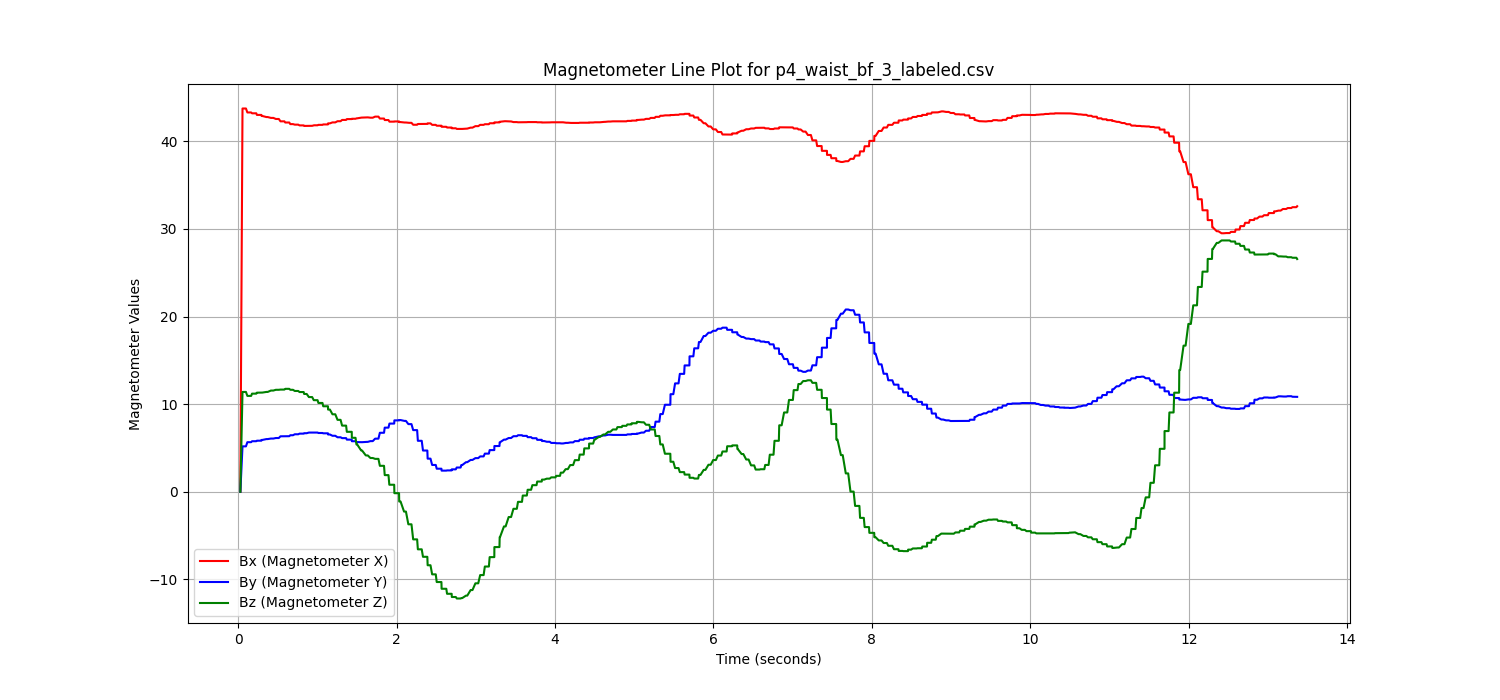 Magnetometer Line Plot for p4_waist_bf_3_labeled.csv
Magnetometer Values
40
30
20
10
0
−10
Bx (Magnetometer X)
By (Magnetometer Y)
Bz (Magnetometer Z)
0 2 4 6 8 10 12 14
Time (seconds)